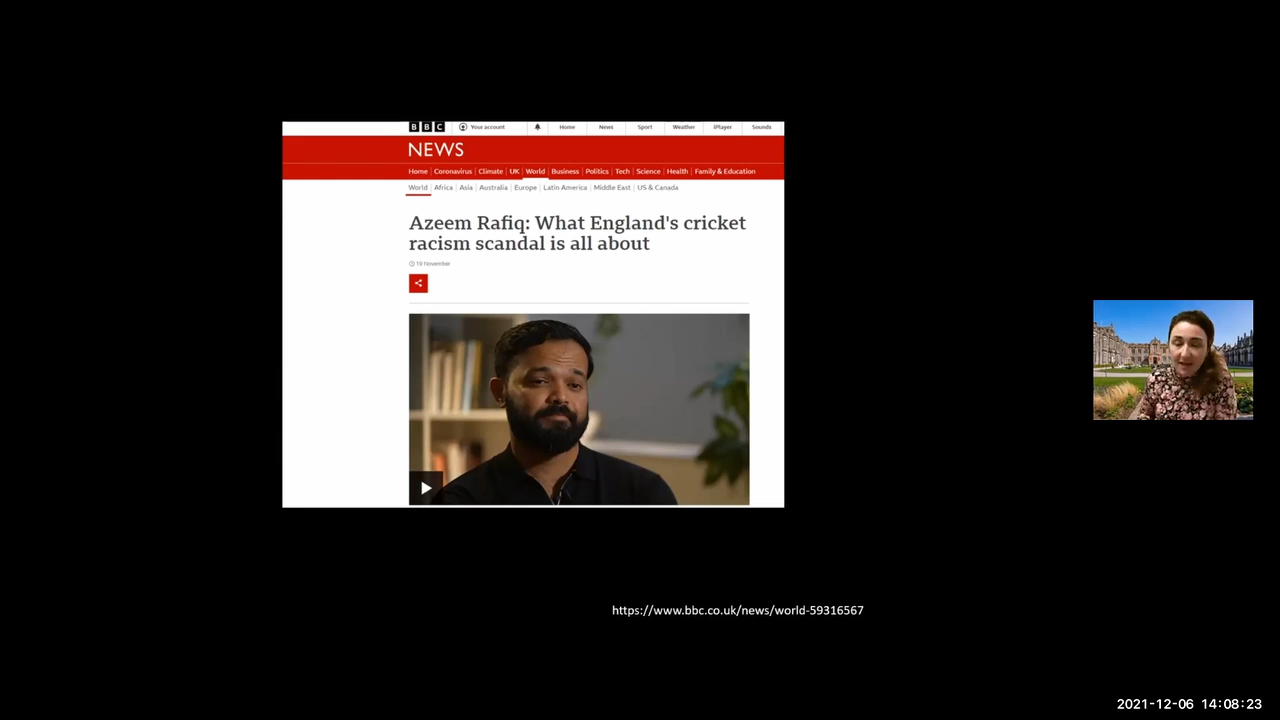 BBC Your account Home News Sport Weather iPlayer Sounds
NEWS
Home Coronavirus Climate UK World Business Politics Tech Science Health Family & Education
World Africa Asia Australia Europe Latin America Middle East US & Canada
Azeem Rafiq: What England's cricket
racism scandal is all about
19 November
https://www.bbc.co.uk/news/world-59316567
2021-12-06 14:08:23